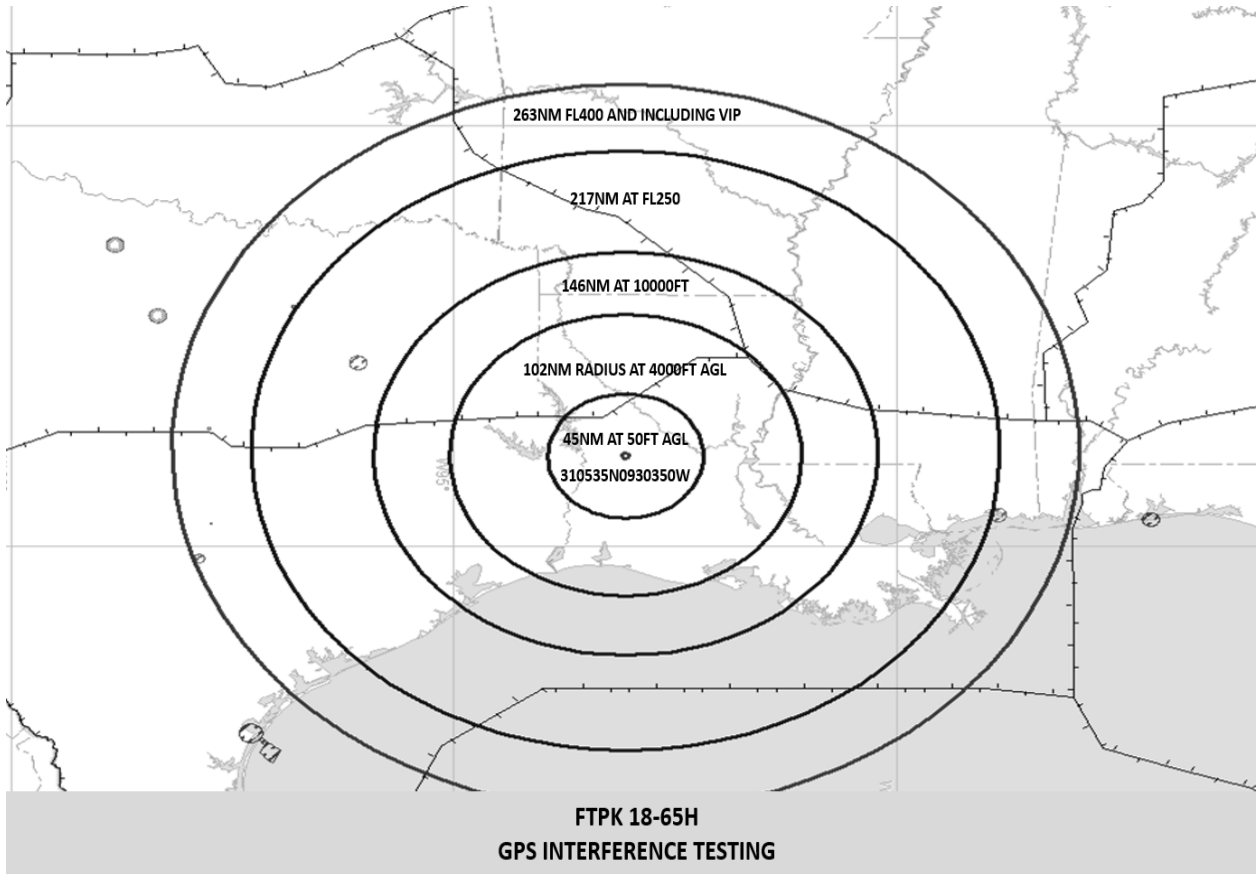 263NM FL400 AND INCLUDING VIP
217NM AT FL250
146NM AT 10000FT
102NM RADIUS AT 4000FT AGL
45NM AT 50FT AGL
310535N0930350W
W95°
W
FTPK 18-65H
GPS INTERFERENCE TESTING